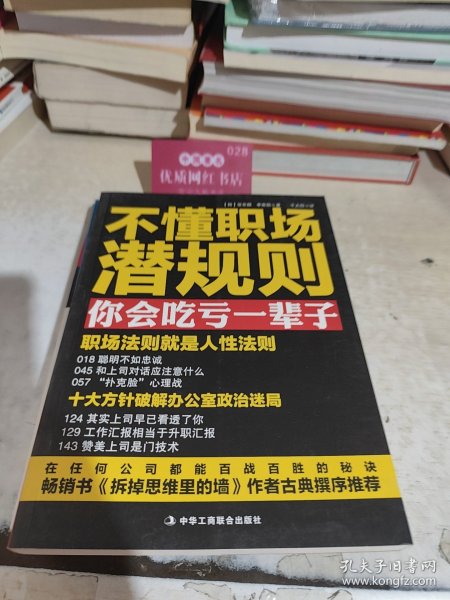 028
优质网红书店
不懂职场
潜规则
你会吃亏一辈子
职场法则就是人性法则
018 聪明不如忠诚
045 和上司对话应注意什么
057 “扑克脸”心理战
十大方针破解办公室政治迷局
124 其实上司早已看透了你
129 工作汇报相当于升职汇报
143 赞美上司是门技术
在任何公司都能百战百胜的秘诀
畅销书《拆掉思维里的墙》作者古典撰序推荐
中华工商联合出版社
孔夫子旧书网
www.kongfz.com